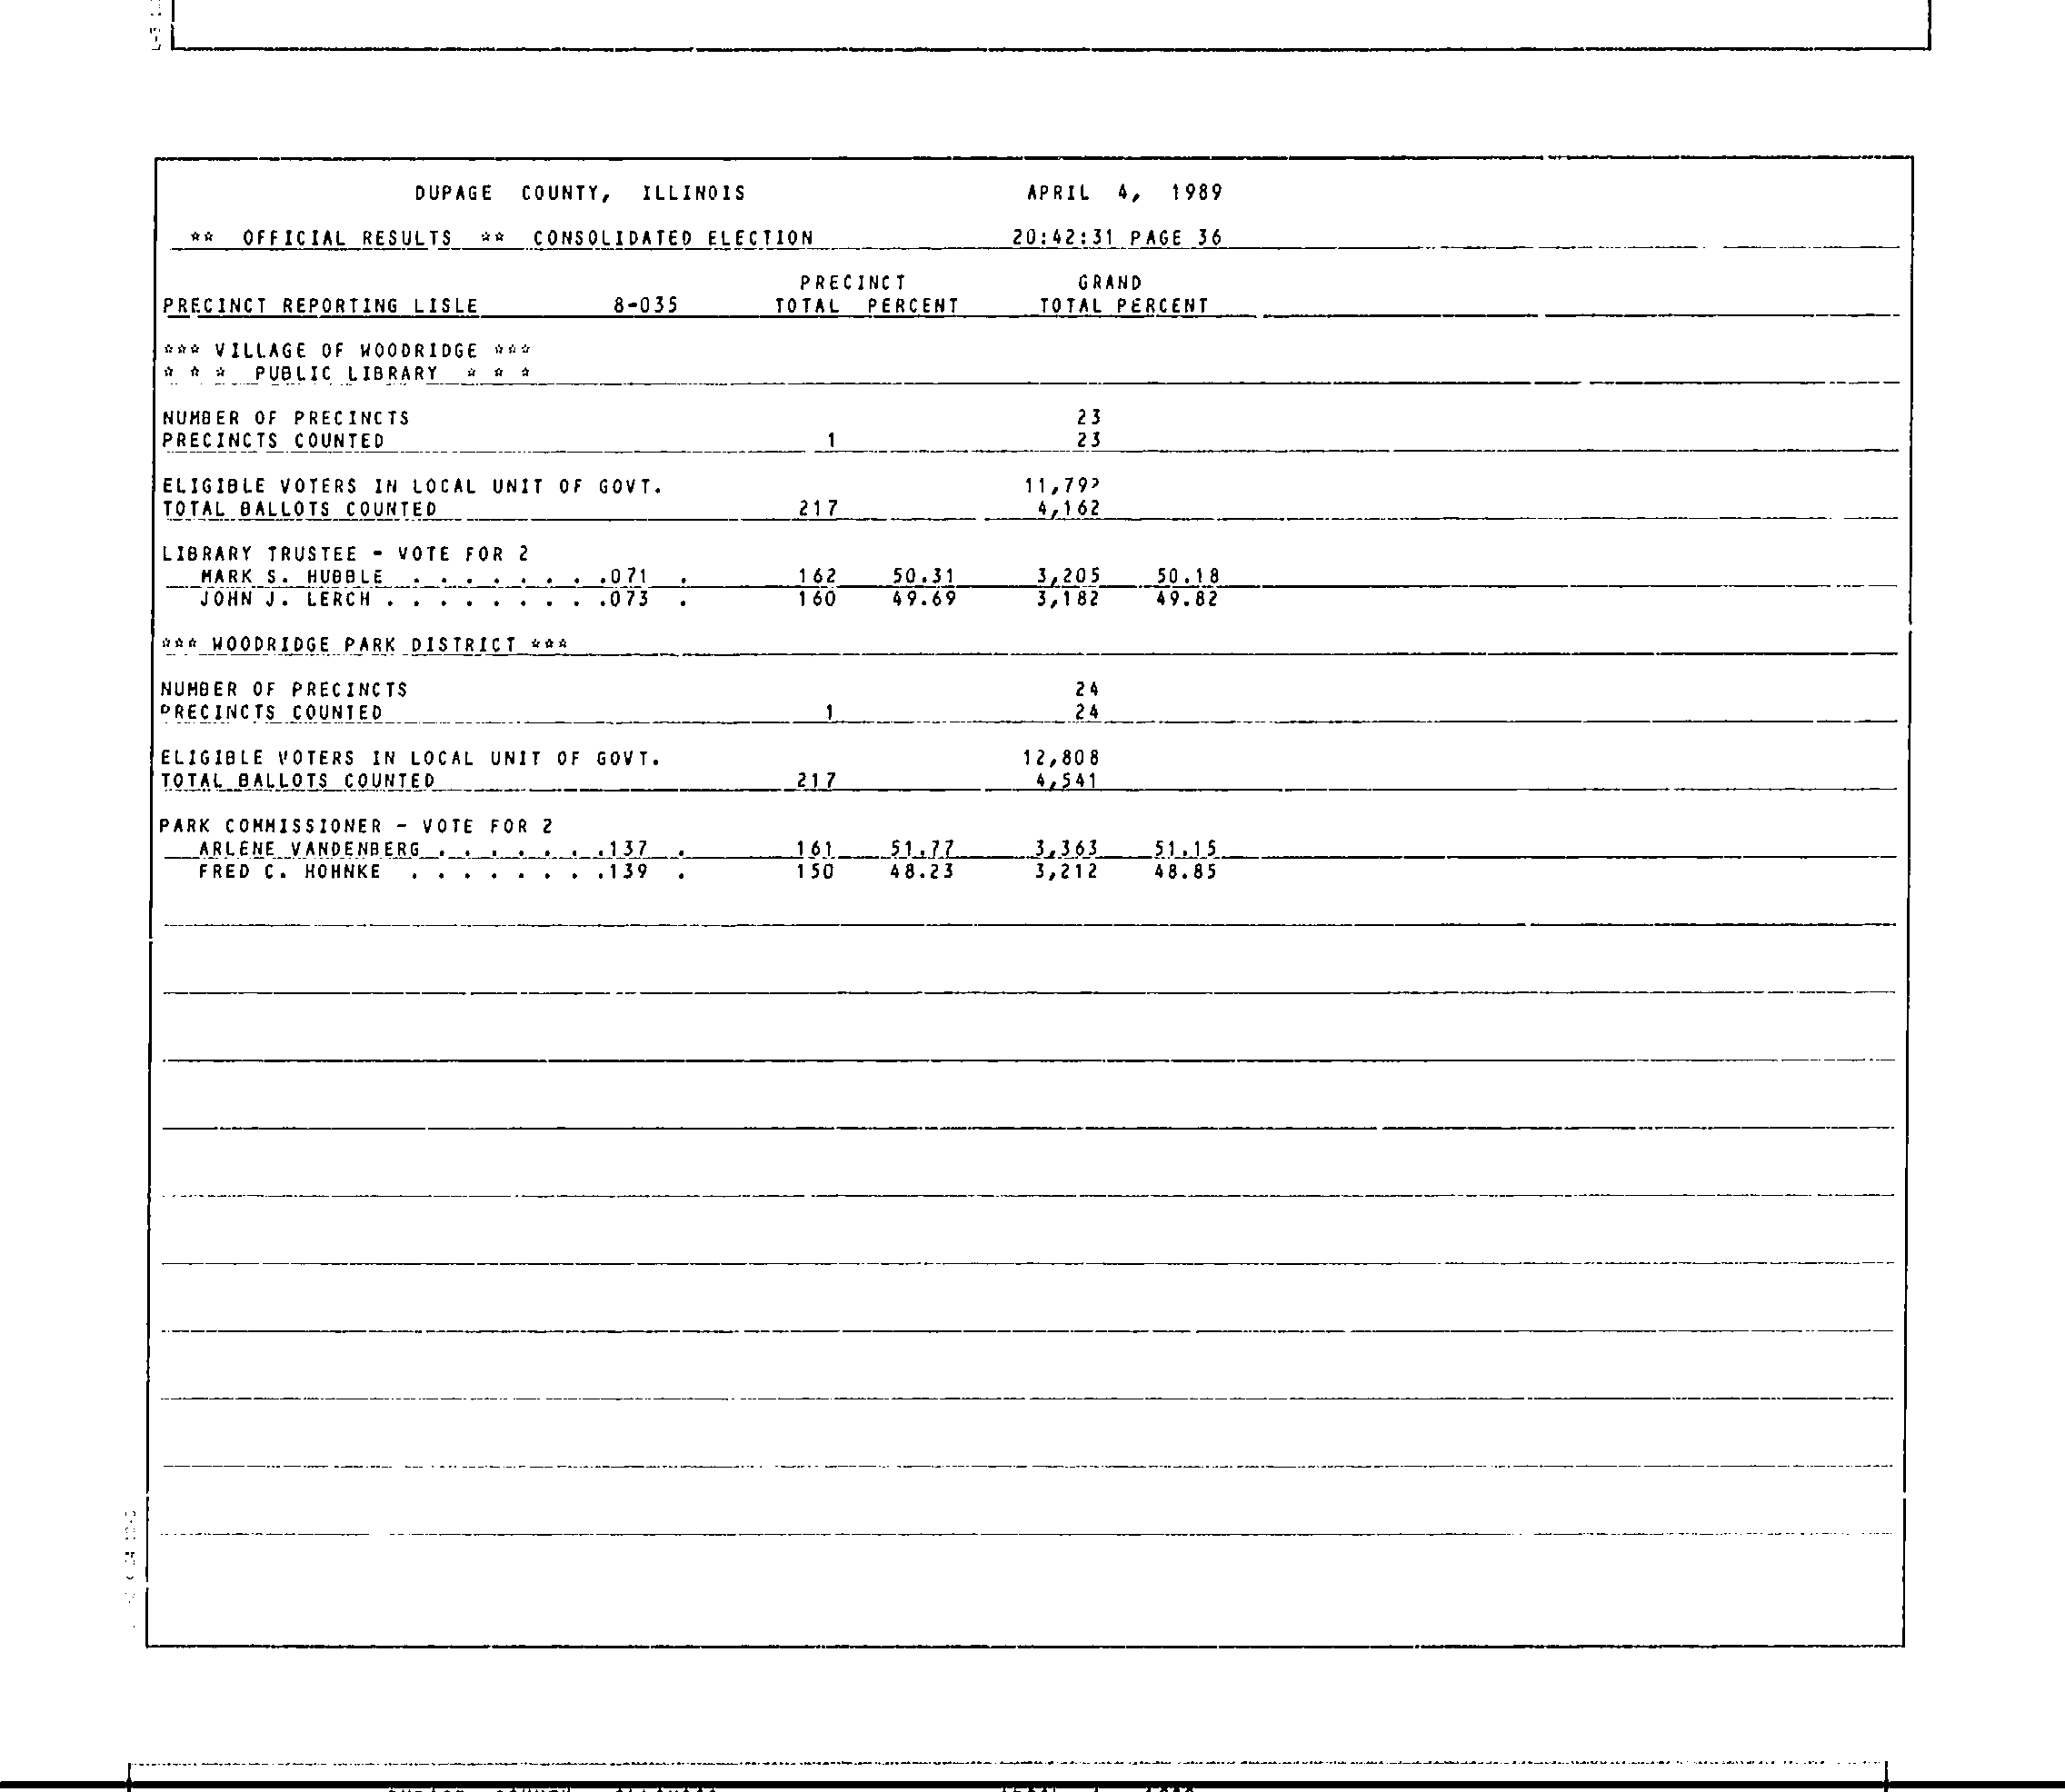 DUPAGE COUNTY, ILLINOIS APRIL 4, 1989
** OFFICIAL RESULTS ** CONSOLIDATED ELECTION 20:42:31 PAGE 36
PRECINCT GRAND
PRECINCT REPORTING LISLE 8-035 TOTAL PERCENT TOTAL PERCENT
*** VILLAGE OF WOODRIDGE ***
* * * PUBLIC LIBRARY * * *
NUMBER OF PRECINCTS 23
PRECINCTS COUNTED 1 23
ELIGIBLE VOTERS IN LOCAL UNIT OF GOVT.
TOTAL BALLOTS COUNTED 217 4,162
LIBRARY TRUSTEE - VOTE FOR 2
MARK S. HUBBLE . . . . . . . .071 . 162 50.31 3,205 50.18
JOHN J. LERCH . . . . . . . . .073 . 160 49.69 3,182 49.82
*** WOODRIDGE PARK DISTRICT ***
NUMBER OF PRECINCTS 24
PRECINCTS COUNTED 1 24
ELIGIBLE VOTERS IN LOCAL UNIT OF GOVT. 12,808
TOTAL BALLOTS COUNTED 217 4,541
PARK COMMISSIONER - VOTE FOR 2
ARLENE VANDENBERG . . . . . . .137 . 161 51.77 3,363 51.15
FRED C. HOHNKE . . . . . . . .139 . 150 48.23 3,212 48.85